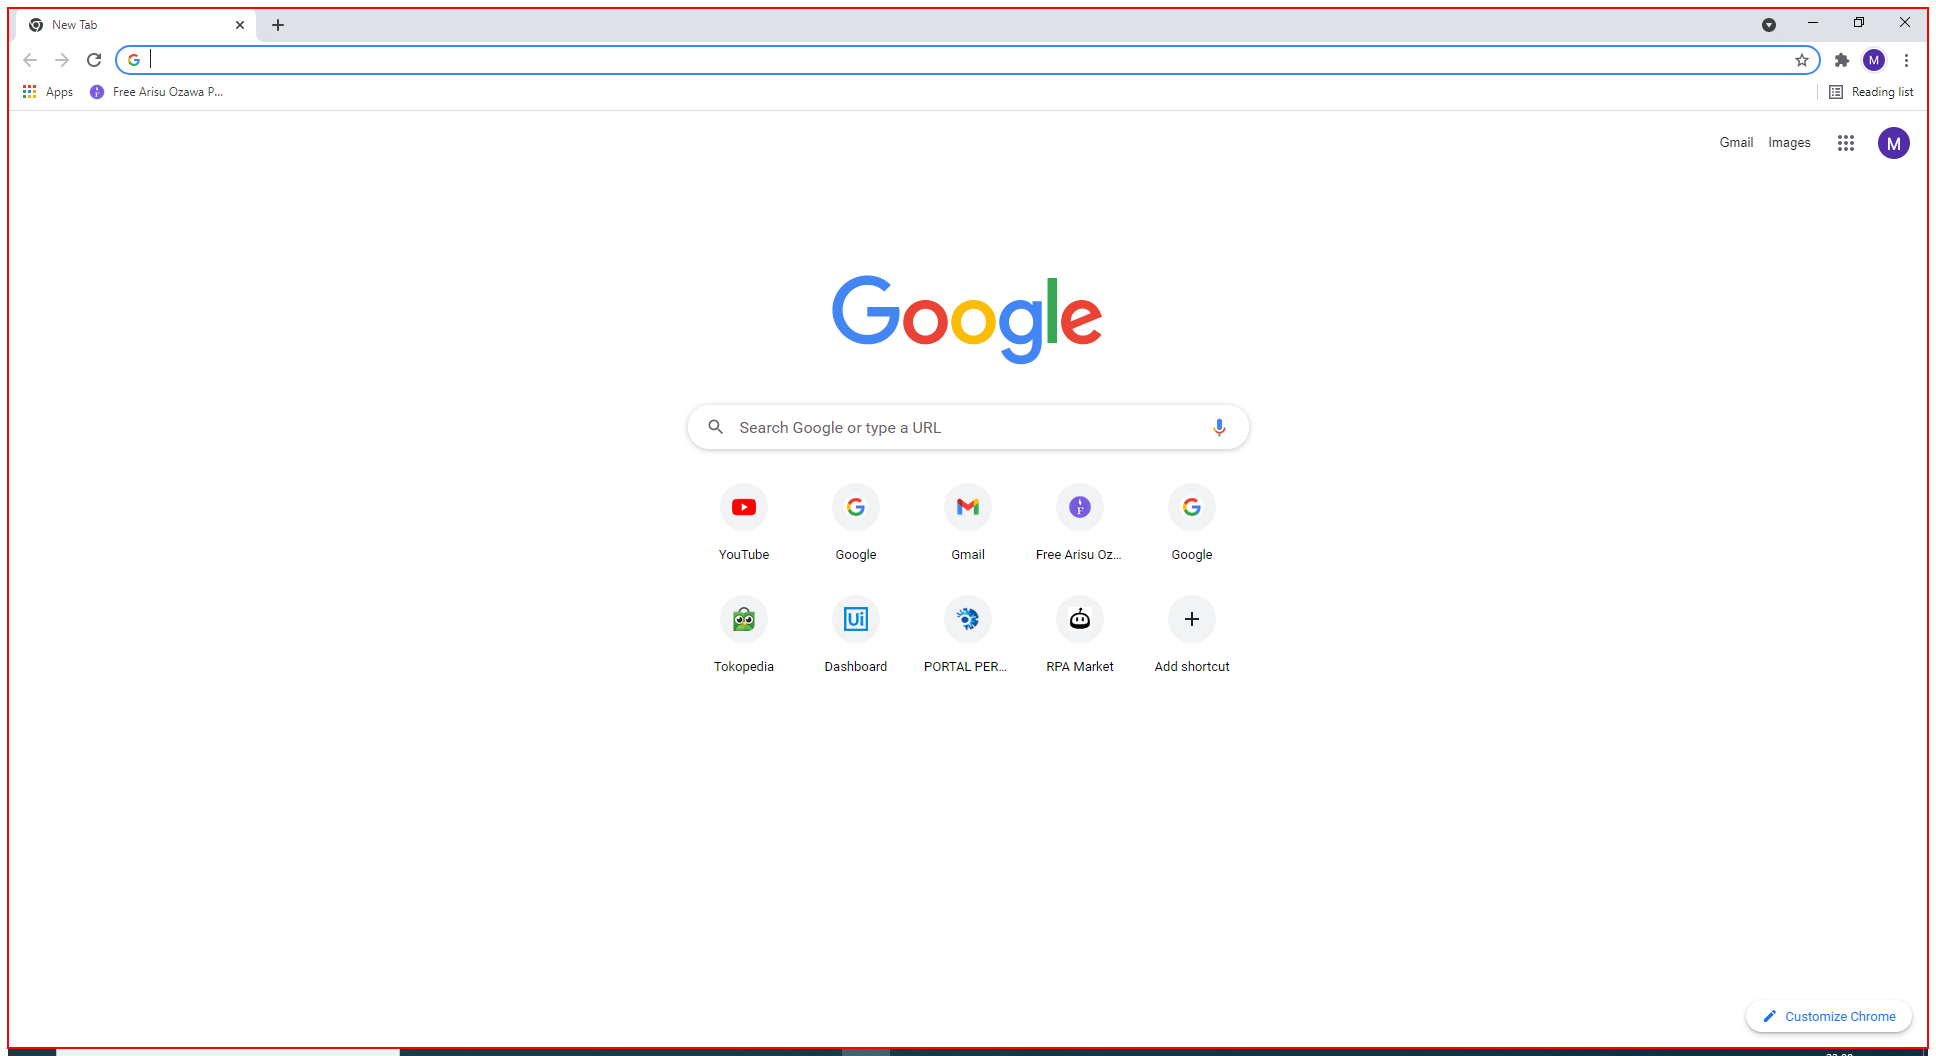 New Tab
Apps
Free Arisu Ozawa P...
Reading list
Gmail
Images
M
M
Google
Search Google or type a URL
YouTube
Google
Gmail
Free Arisu Oz...
Google
Ui
Tokopedia
Dashboard
PORTAL PER...
RPA Market
Add shortcut
Customize Chrome